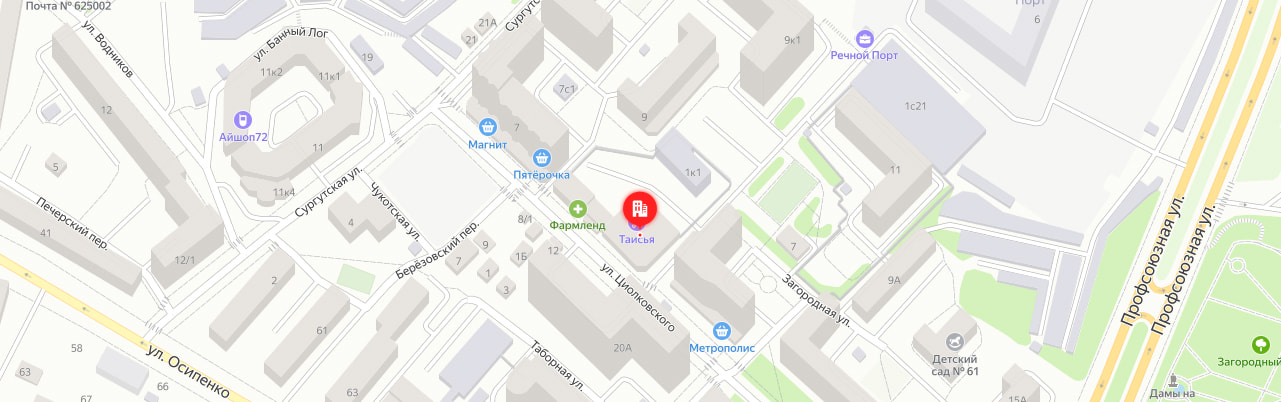 Почта № 625002
ул. Водников
ул. Банный Лог
21А
21
Сургутс
19
11к2
11к1
9к1
Порт
6
Речной Порт
7с1
1с21
12
Айшоп72
7
9
Магнит
11
5
Пятёрочка
1к1
11
11к4
Сургутская ул.
Чукотская ул.
Печерский пер.
4
8/1
Фармленд
Таисья
41
Берёзовский пер.
9
12
7
Профсоюзная ул.
Профсоюзная ул.
12/1
7
1Б
1
3
2
ул. Циолковского
Загородная ул.
9А
61
Метрополис
58
ул. Осипенко
20А
Таборная ул.
Детский
сад № 61
Загородный
63
66
67
63
15А
Дамы на